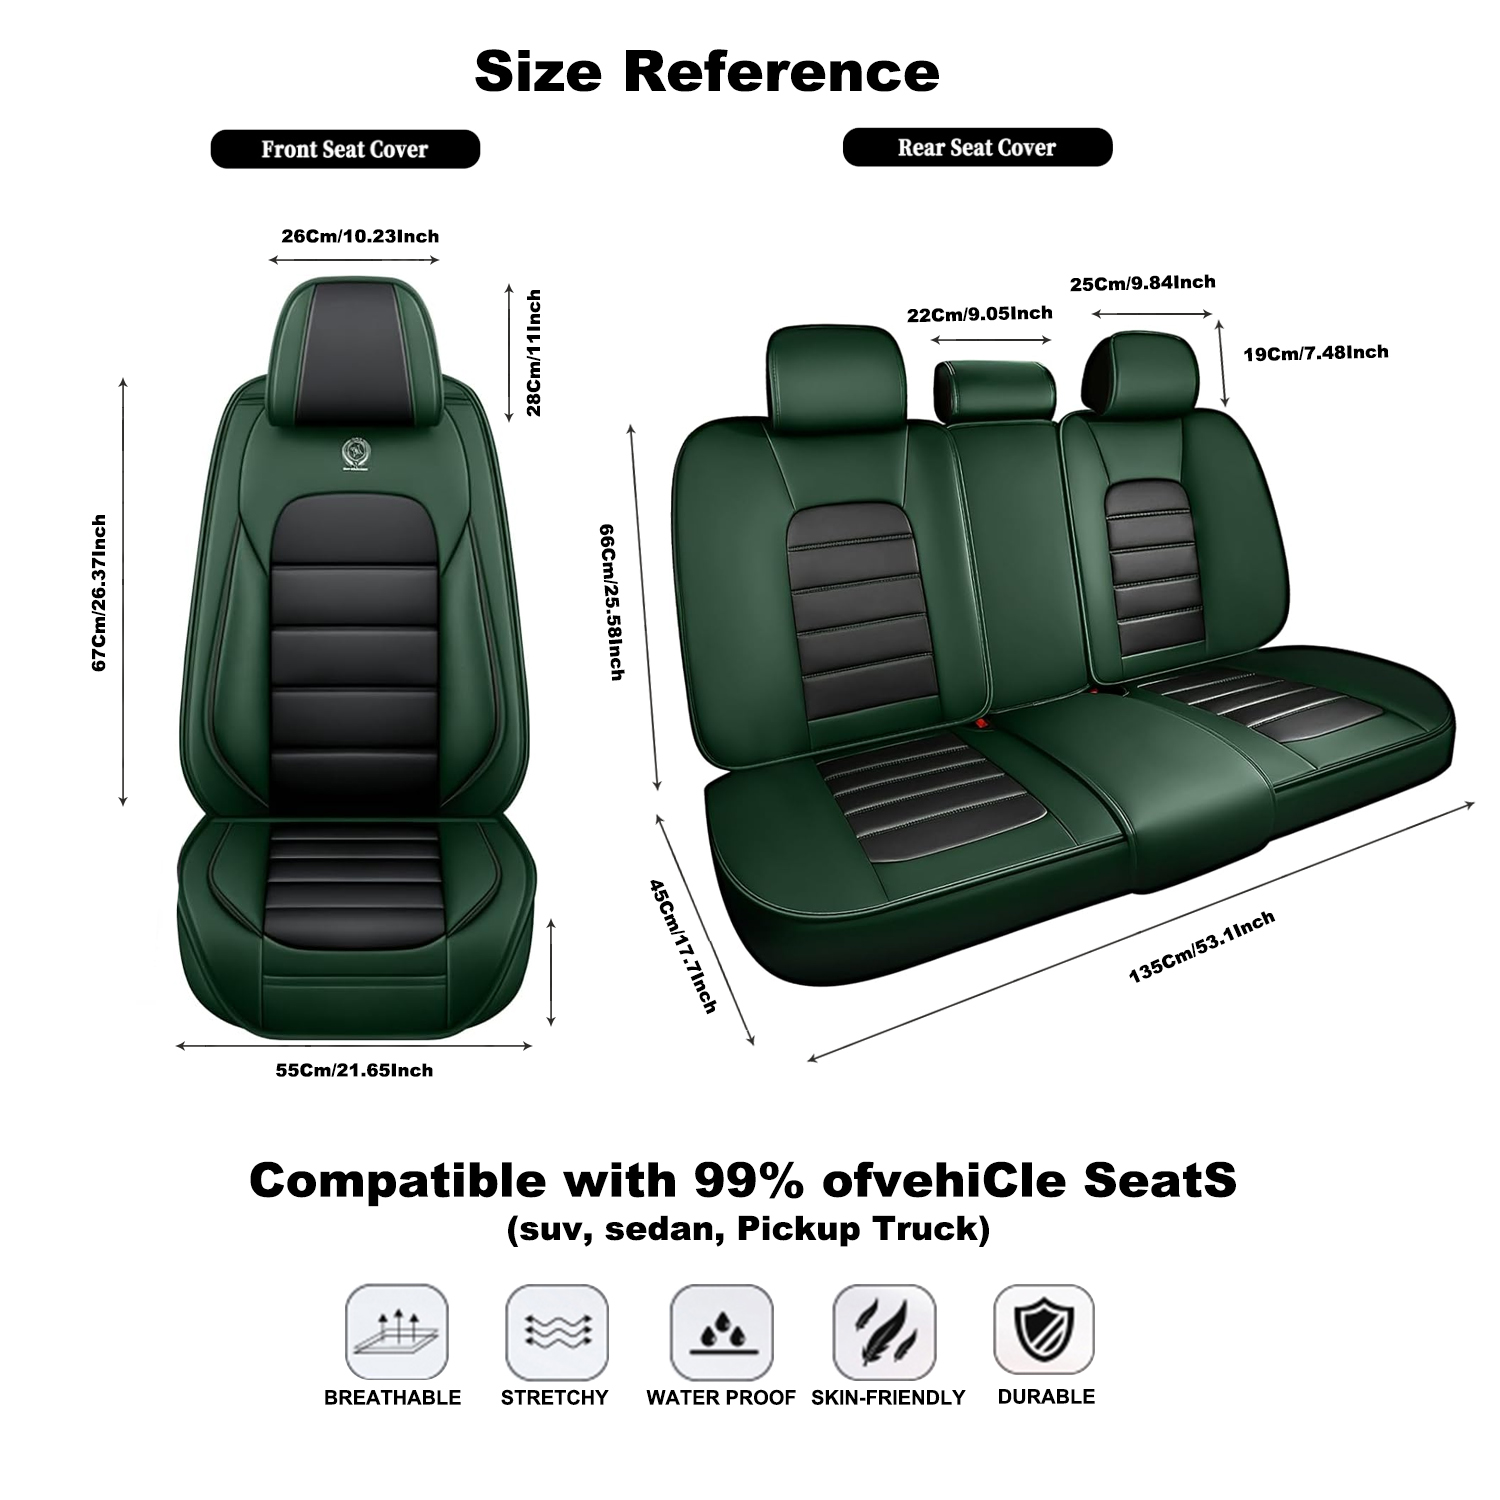 Size Reference
Front Seat Cover
Rear Seat Cover
26Cm/10.23Inch
28Cm/11Inch
67Cm/26.37Inch
55Cm/21.65Inch
25Cm/9.84Inch
22Cm/9.05Inch
19Cm/7.48Inch
66Cm/25.58Inch
45Cm/17.7Inch
135Cm/53.1Inch
Compatible with 99% ofvehiCle SeatS
(suv, sedan, Pickup Truck)
BREATHABLE
STRETCHY
WATER PROOF
SKIN-FRIENDLY
DURABLE